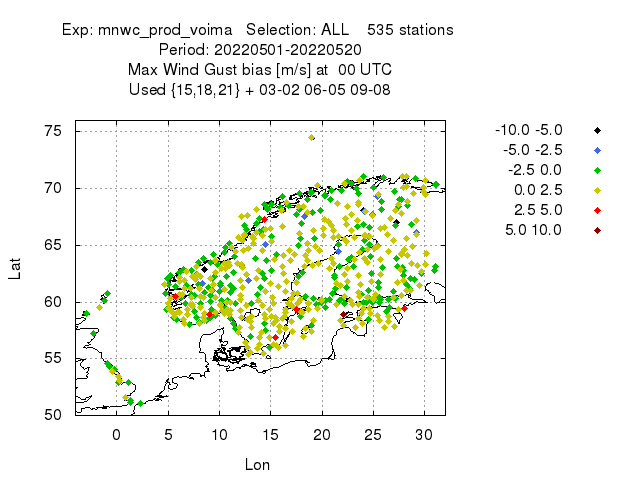 Exp: mnwc_prod_voima   Selection: ALL    535 stations
Period: 20220501-20220520
Max Wind Gust bias [m/s] at  00 UTC
Used {15,18,21} + 03-02 06-05 09-08
-10.0 -5.0
-5.0 -2.5
-2.5 0.0
0.0 2.5
2.5 5.0
5.0 10.0
75
70
65
60
55
50
Lat
0 5 10 15 20 25 30
Lon